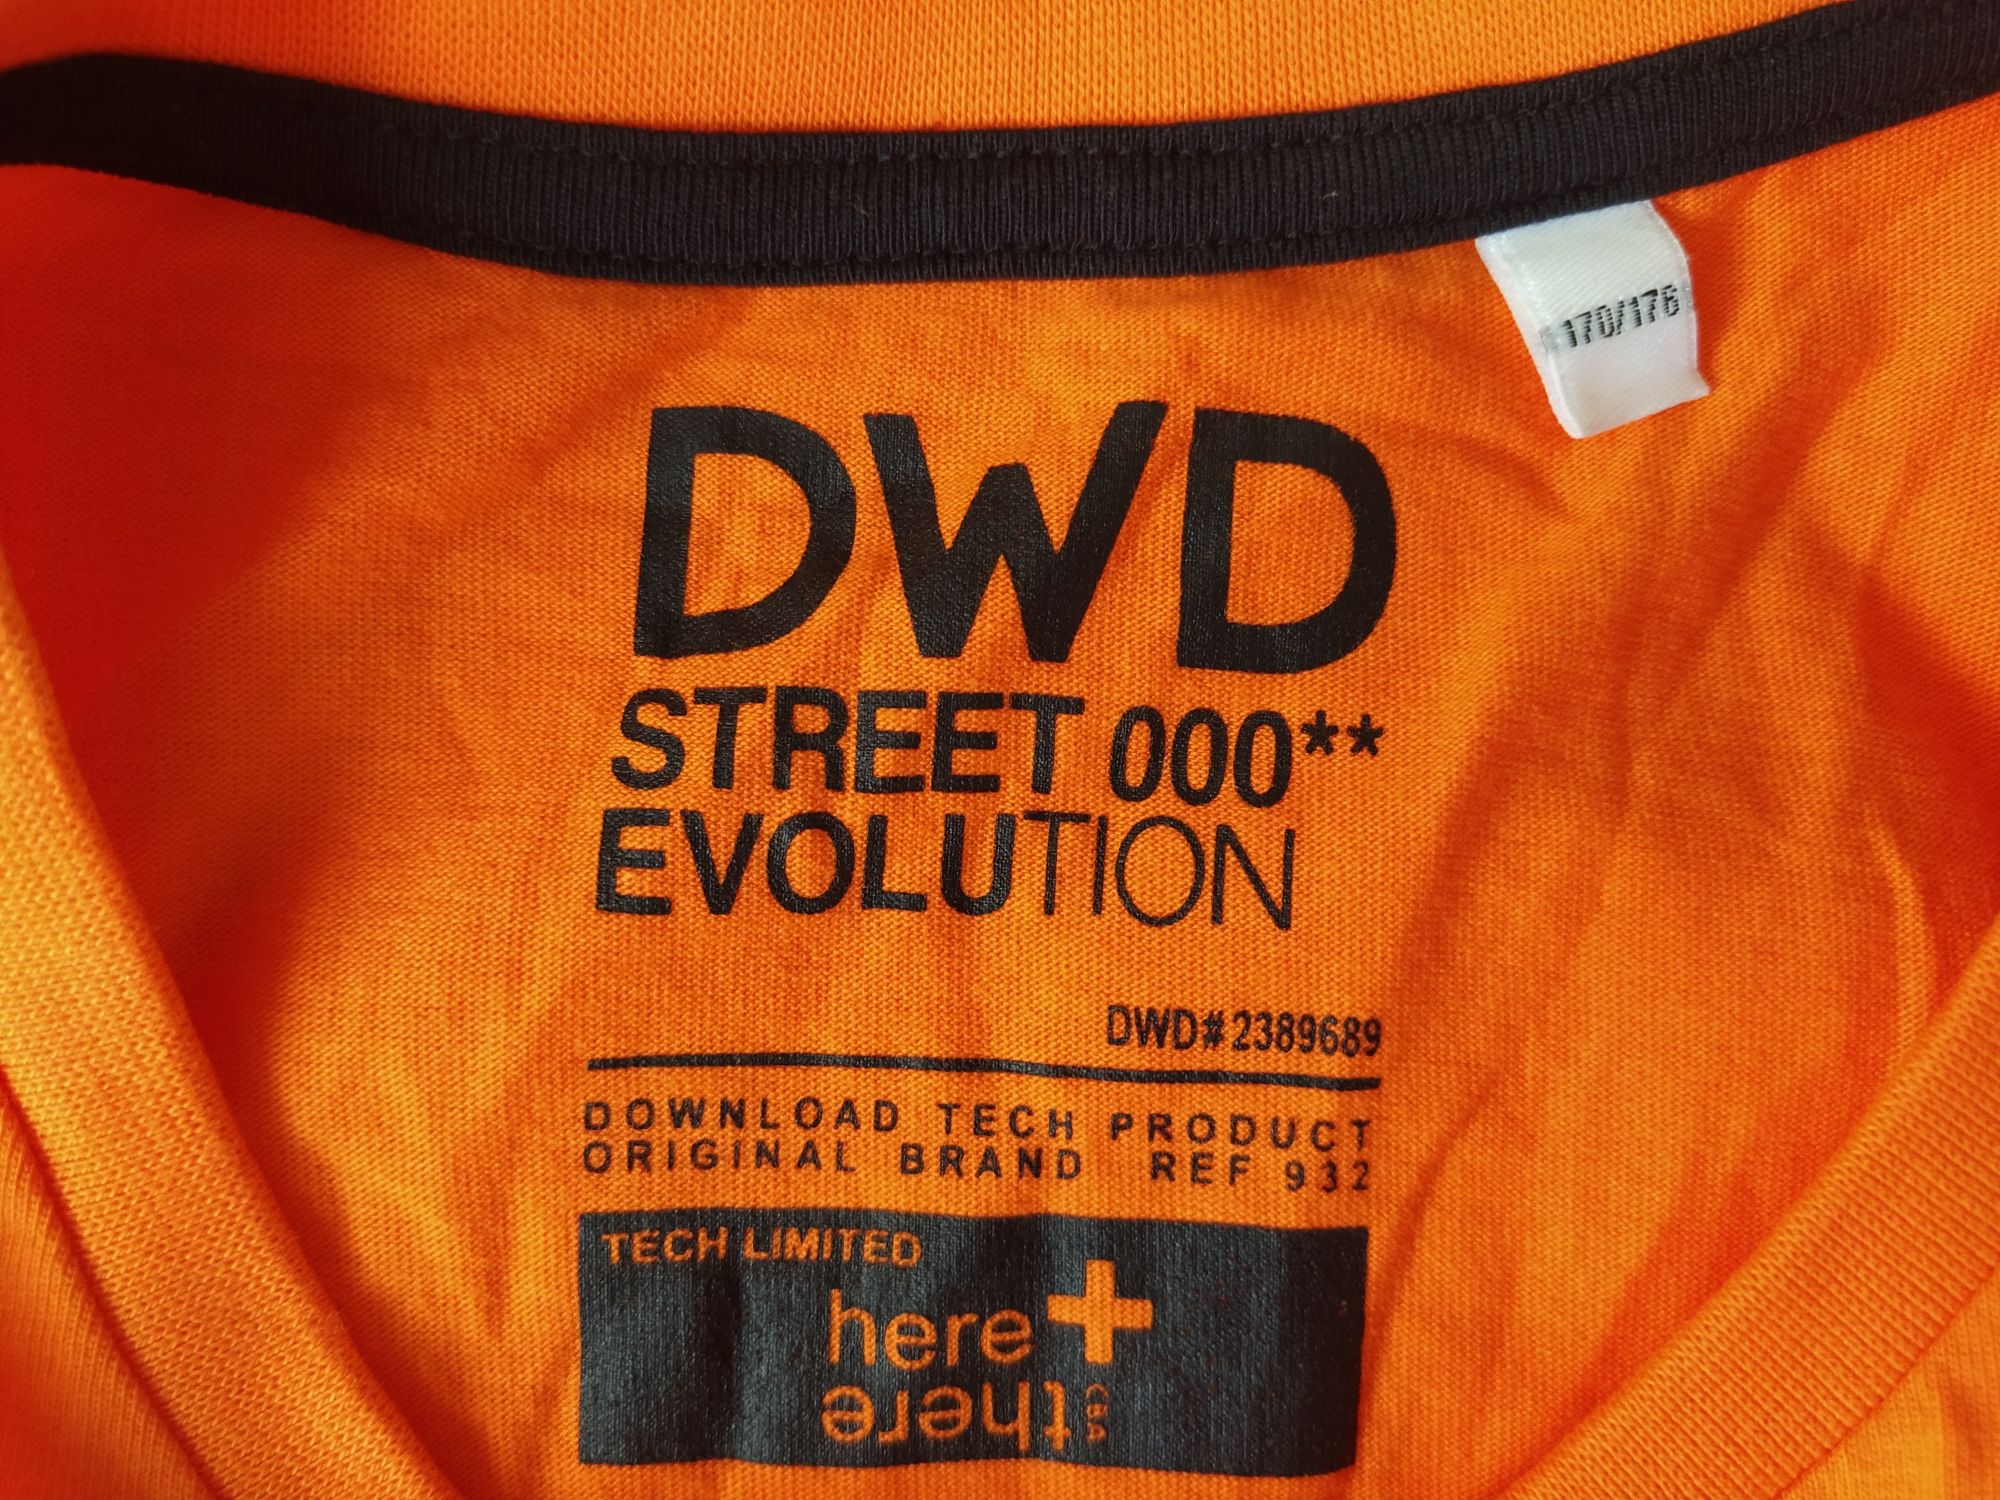 170/176
DWD
STREET 000**
EVOLUTION
DWD#2389689
DOWNLOAD TECH PRODUCT
ORIGINAL BRAND REF 932
TECH LIMITED
here +
there
C&A